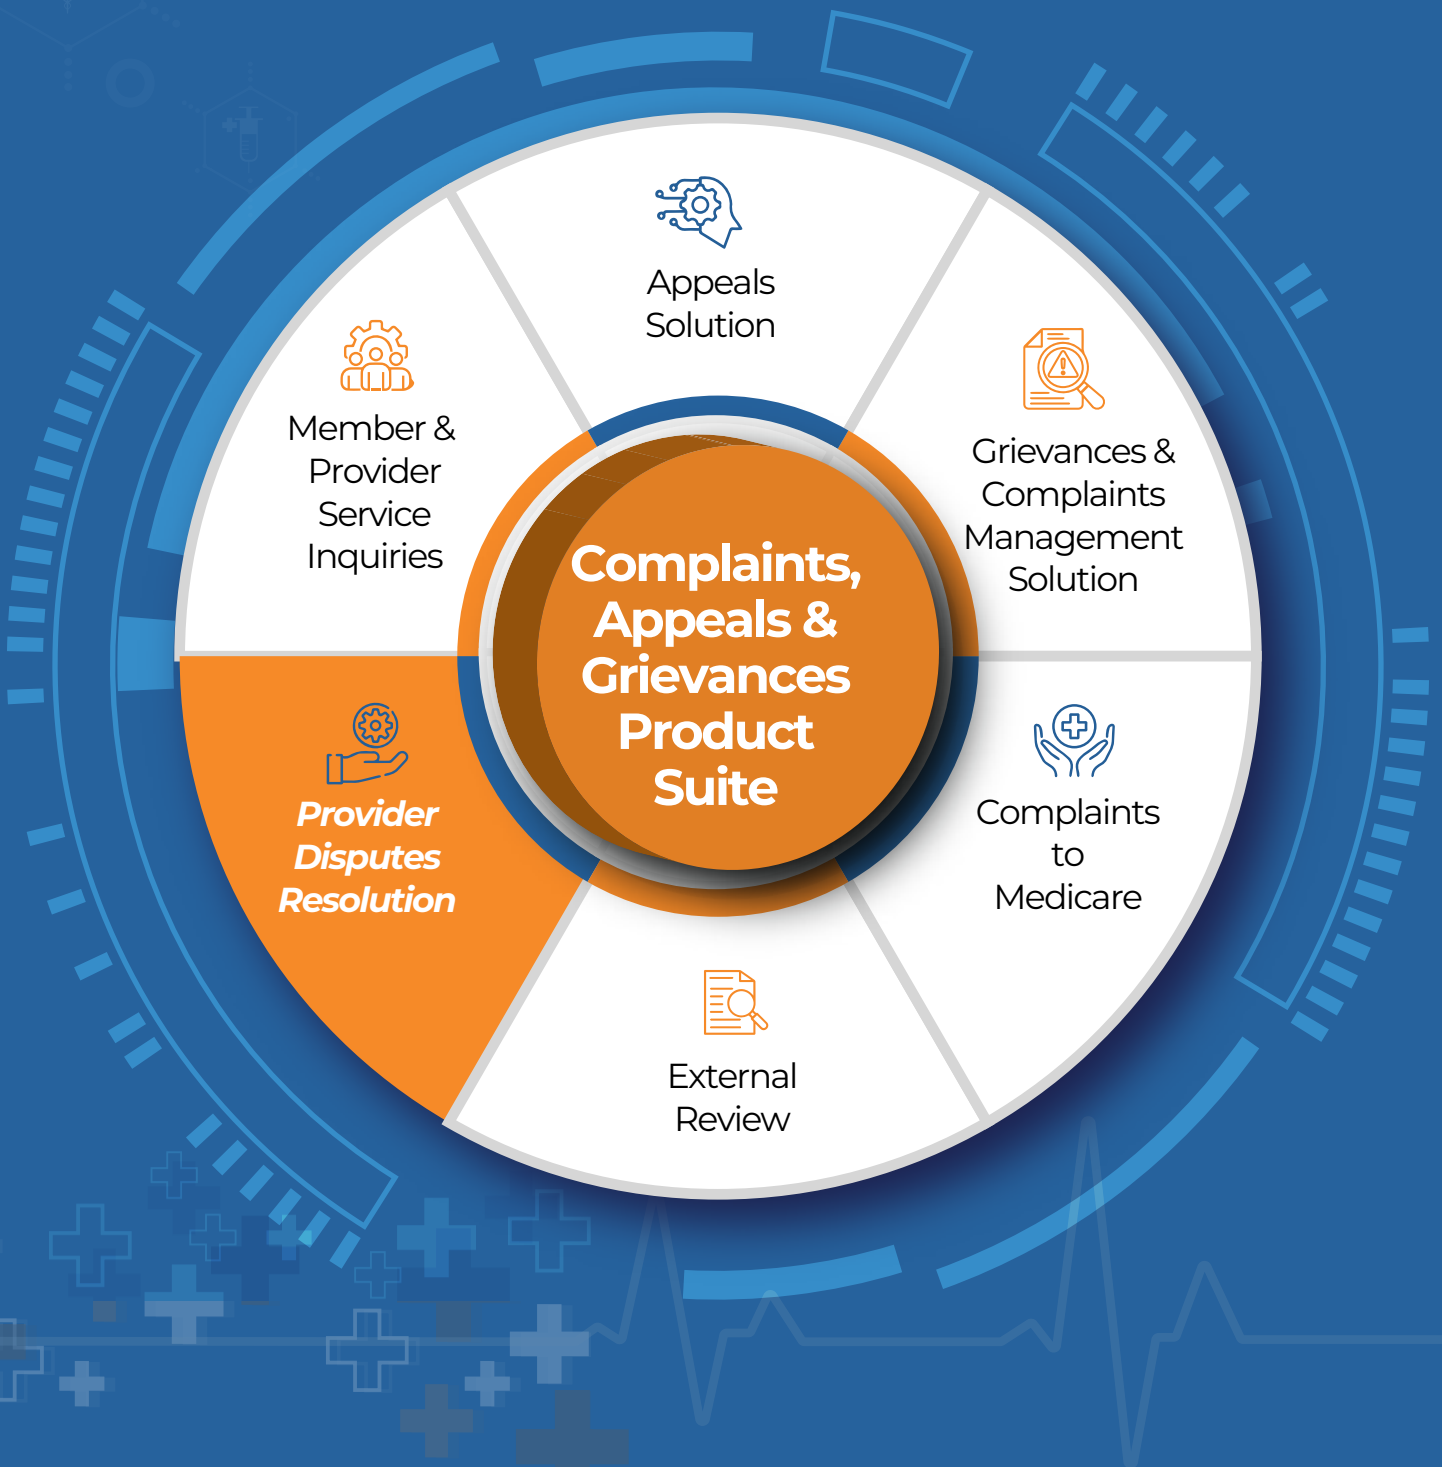 Appeals
Solution
Grievances &
Complaints
Management
Solution
Complaints
to
Medicare
External
Review
Provider
Disputes
Resolution
Member &
Provider
Service
Inquiries
Complaints,
Appeals &
Grievances
Product
Suite